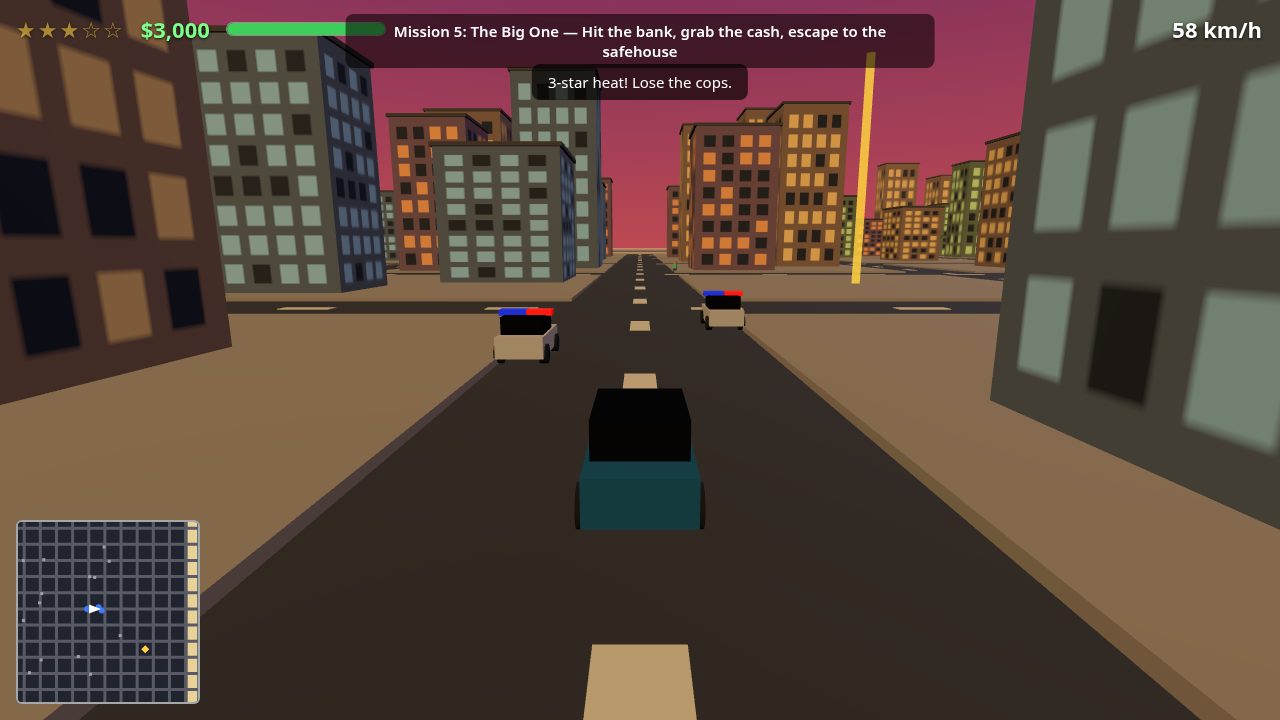 ★★★☆☆ $3,000
Mission 5: The Big One — Hit the bank, grab the cash, escape to the
safehouse
58 km/h
3-star heat! Lose the cops.